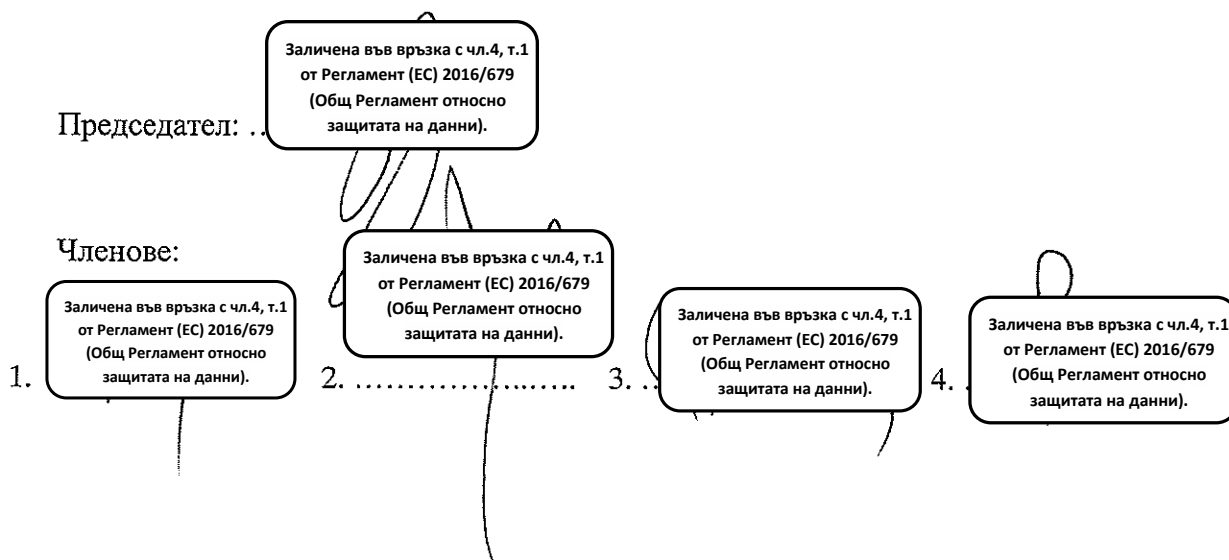 Заличена във връзка с чл.4, т.1
от Регламент (ЕС) 2016/679
(Общ Регламент относно
защитата на данни).
Председател: ..
Членове:
1.
Заличена във връзка с чл.4, т.1
от Регламент (ЕС) 2016/679
(Общ Регламент относно
защитата на данни).
2. ..............................
Заличена във връзка с чл.4, т.1
от Регламент (ЕС) 2016/679
(Общ Регламент относно
защитата на данни).
3. ...
Заличена във връзка с чл.4, т.1
от Регламент (ЕС) 2016/679
(Общ Регламент относно
защитата на данни).
4. .
Заличена във връзка с чл.4, т.1
от Регламент (ЕС) 2016/679
(Общ Регламент относно
защитата на данни).